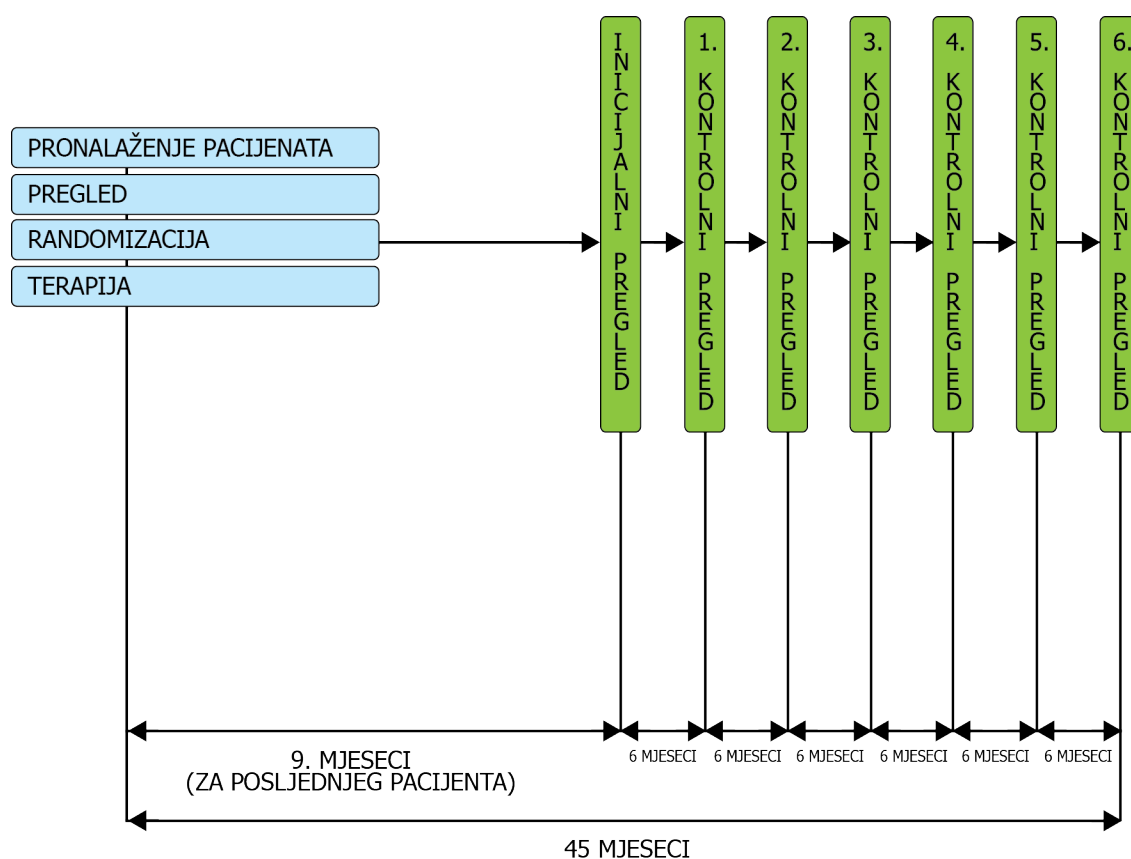 PRONALAŽENJE PACIJENATA
PREGLED
RANDOMIZACIJA
TERAPIJA
INICIJALNI PREGLED
1. KONTROLNI PREGLED
2. KONTROLNI PREGLED
3. KONTROLNI PREGLED
4. KONTROLNI PREGLED
5. KONTROLNI PREGLED
6. KONTROLNI PREGLED
9. MJESECI
(ZA POSLJEDNJEG PACIJENTA)
6 MJESECI
6 MJESECI
6 MJESECI
6 MJESECI
6 MJESECI
6 MJESECI
45 MJESECI